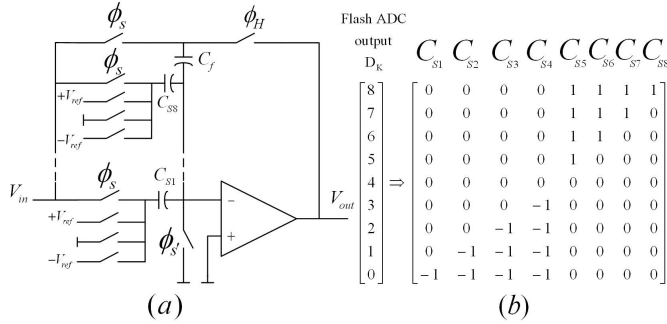 ϕs
ϕH
Cf
ϕs
CS8
+Vref
−Vref
Vin
ϕs
CS1
+Vref
−Vref
ϕs'
−
+
Vout
(a)
Flash ADC
output
DK
CS1 CS2 CS3 CS4 CS5 CS6 CS7 CS8
8 0 0 0 0 1 1 1 1
7 0 0 0 0 1 1 1 0
6 0 0 0 0 1 1 0 0
5 0 0 0 0 1 0 0 0
4 ⇒ 0 0 0 0 0 0 0 0
3 0 0 0 −1 0 0 0 0
2 0 0 −1 −1 0 0 0 0
1 0 −1 −1 −1 0 0 0 0
0 −1 −1 −1 −1 0 0 0 0
(b)